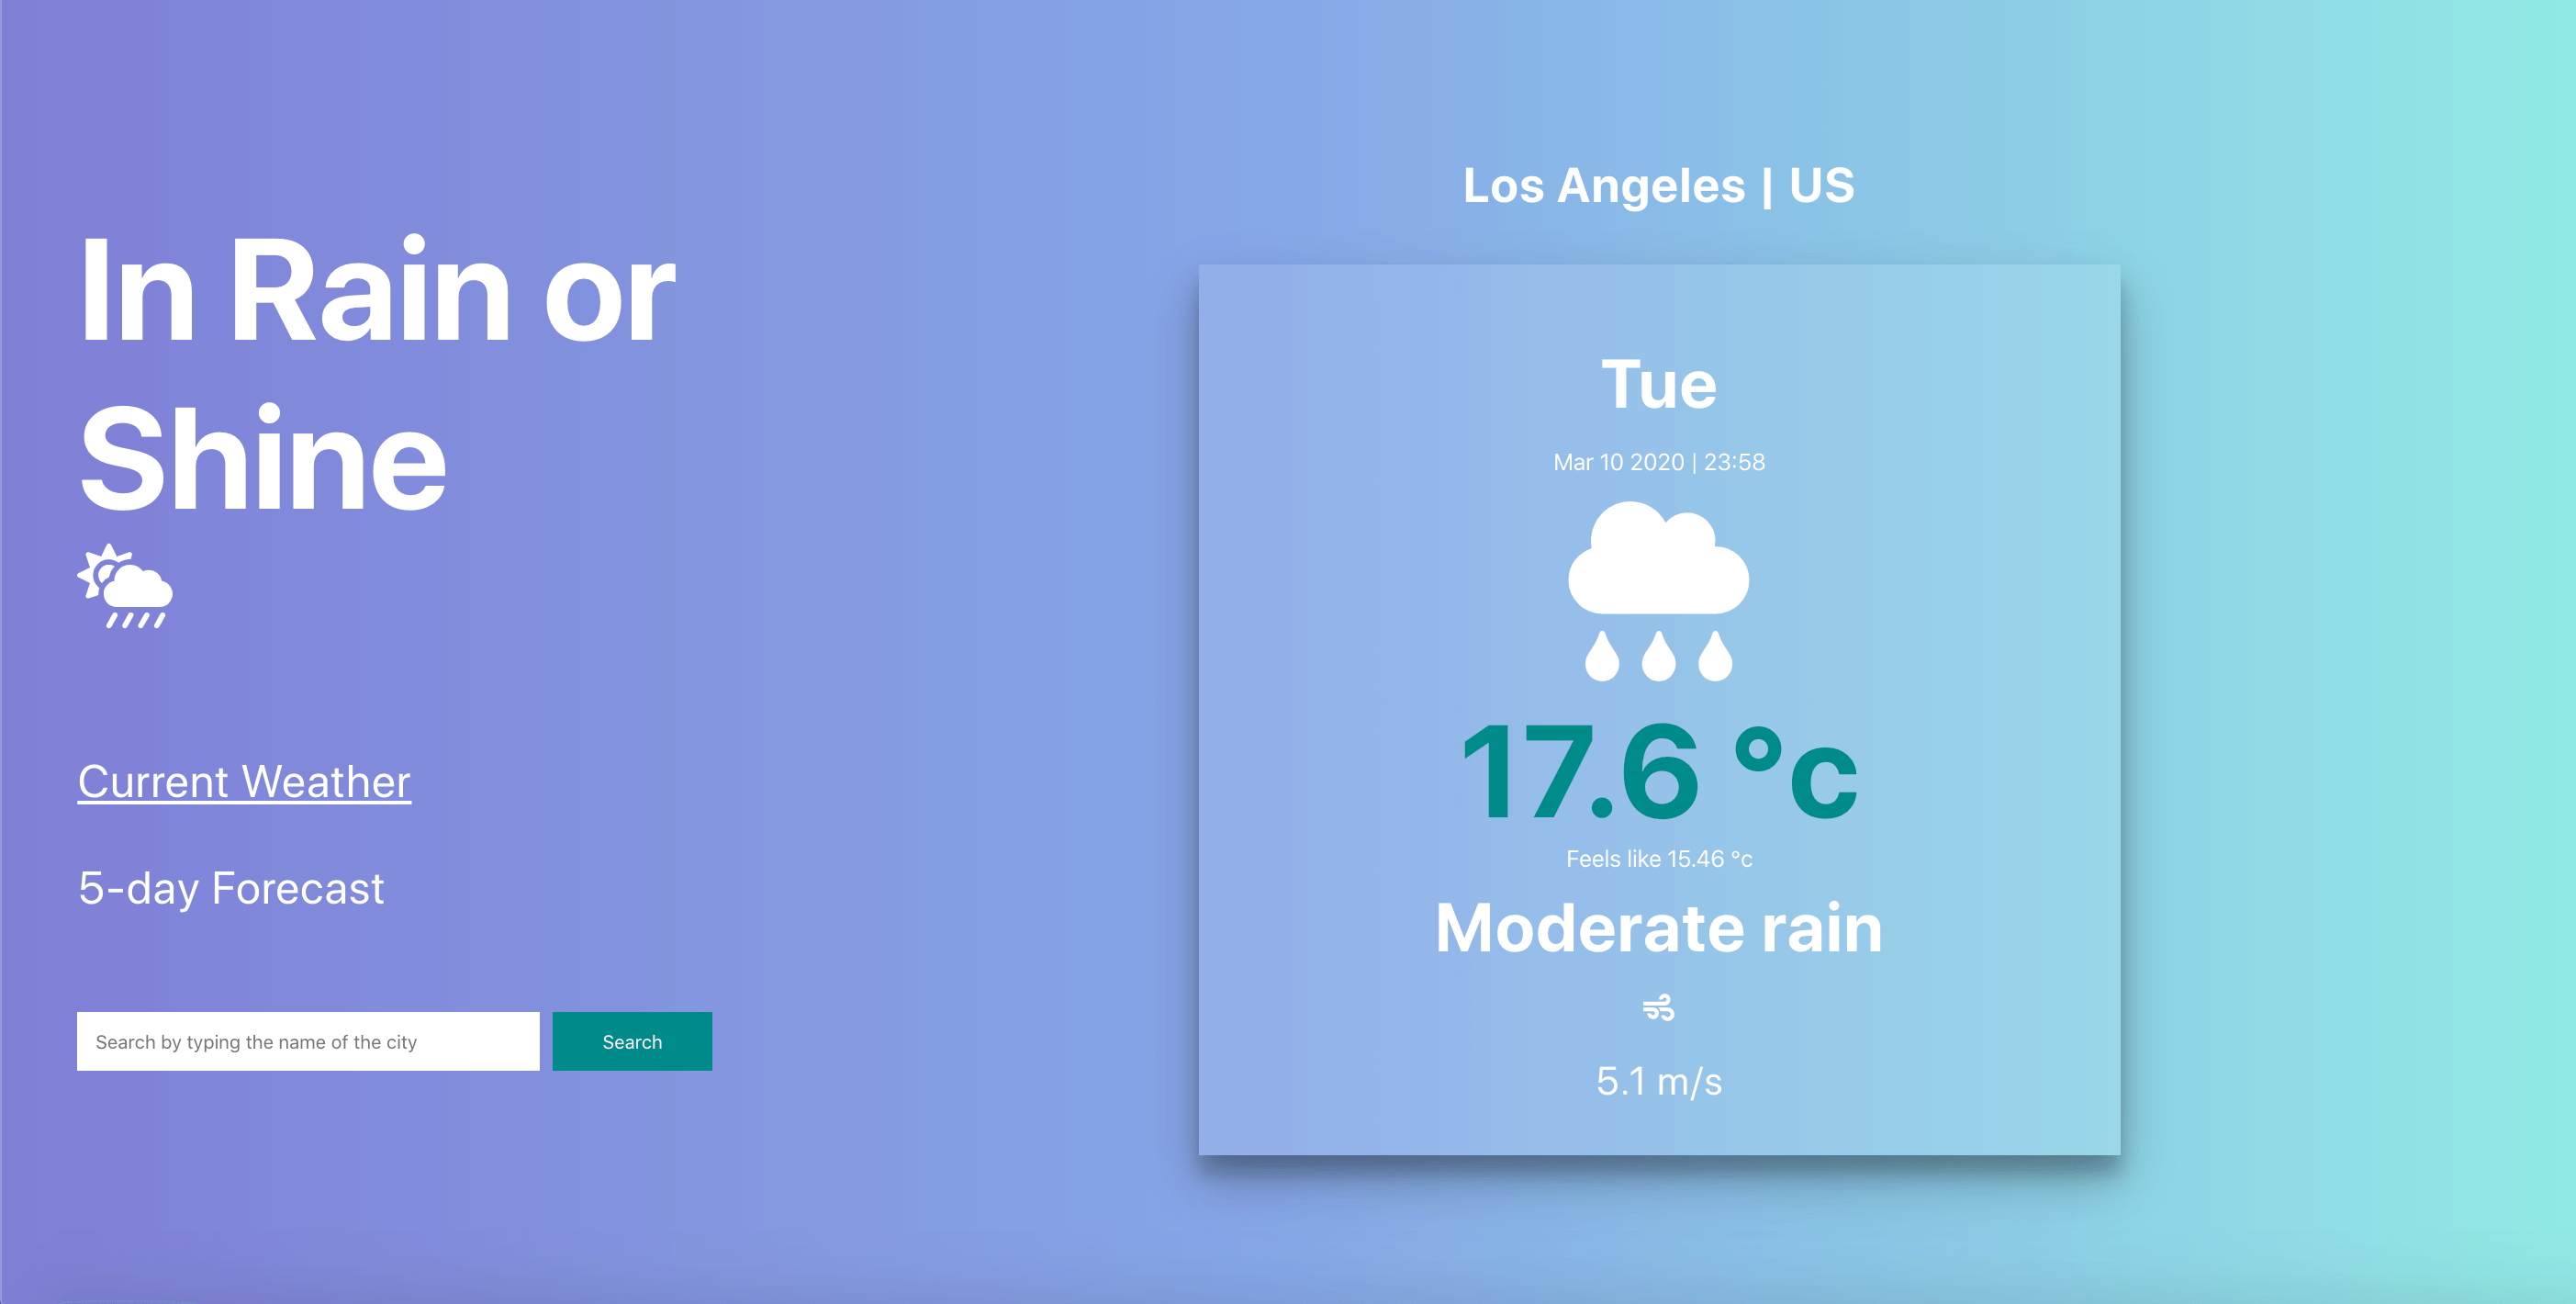 In Rain or
Shine
Current Weather
5-day Forecast
Search by typing the name of the city
Search
Los Angeles | US
Tue
Mar 10 2020 | 23:58
17.6 °c
Feels like 15.46 °c
Moderate rain
5.1 m/s